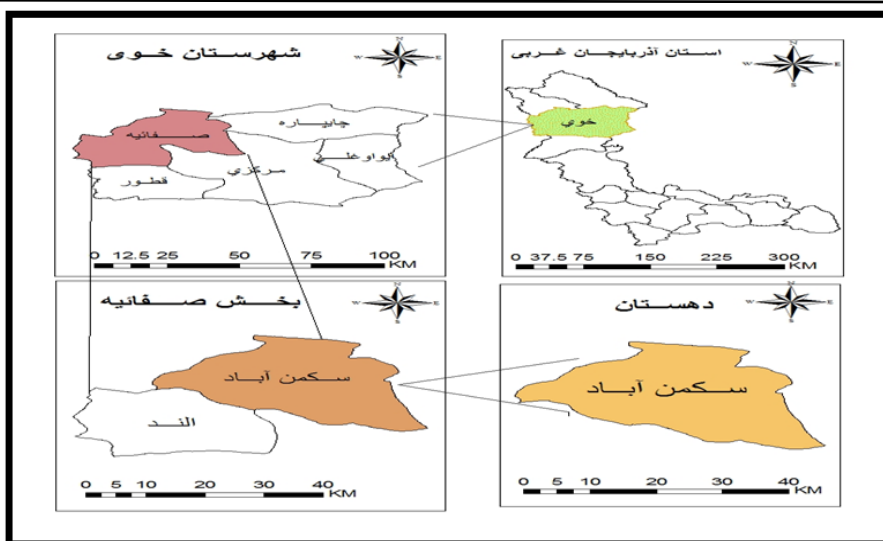 استان آذربایجان غربی
N
W
E
S
خوي
0 37.5 75 150 225 300
KM
شهرستان خوی
N
W
E
S
صفائیه
چایپاره
ایواوغلی
مرکزي
قطور
0 12.5 25 50 75 100
KM
دهستان
N
W
E
S
سکمن آباد
0 5 10 20 30 40
KM
بخش صفائیه
N
W
E
S
سکمن آباد
الند
0 5 10 20 30 40
KM